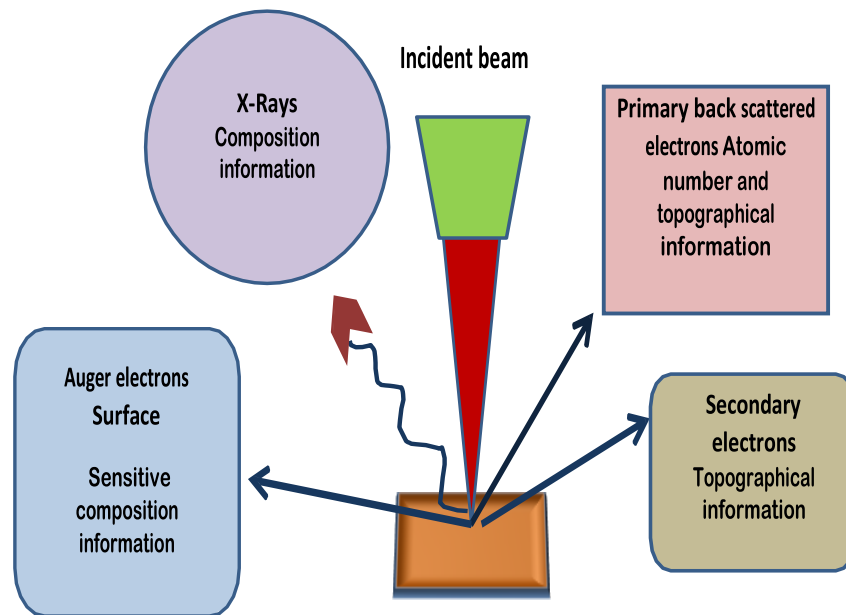 Incident beam
X-Rays
Composition
information
Primary back scattered
electrons Atomic
number and
topographical
information
Auger electrons
Surface
Sensitive
composition
information
Secondary
electrons
Topographical
information